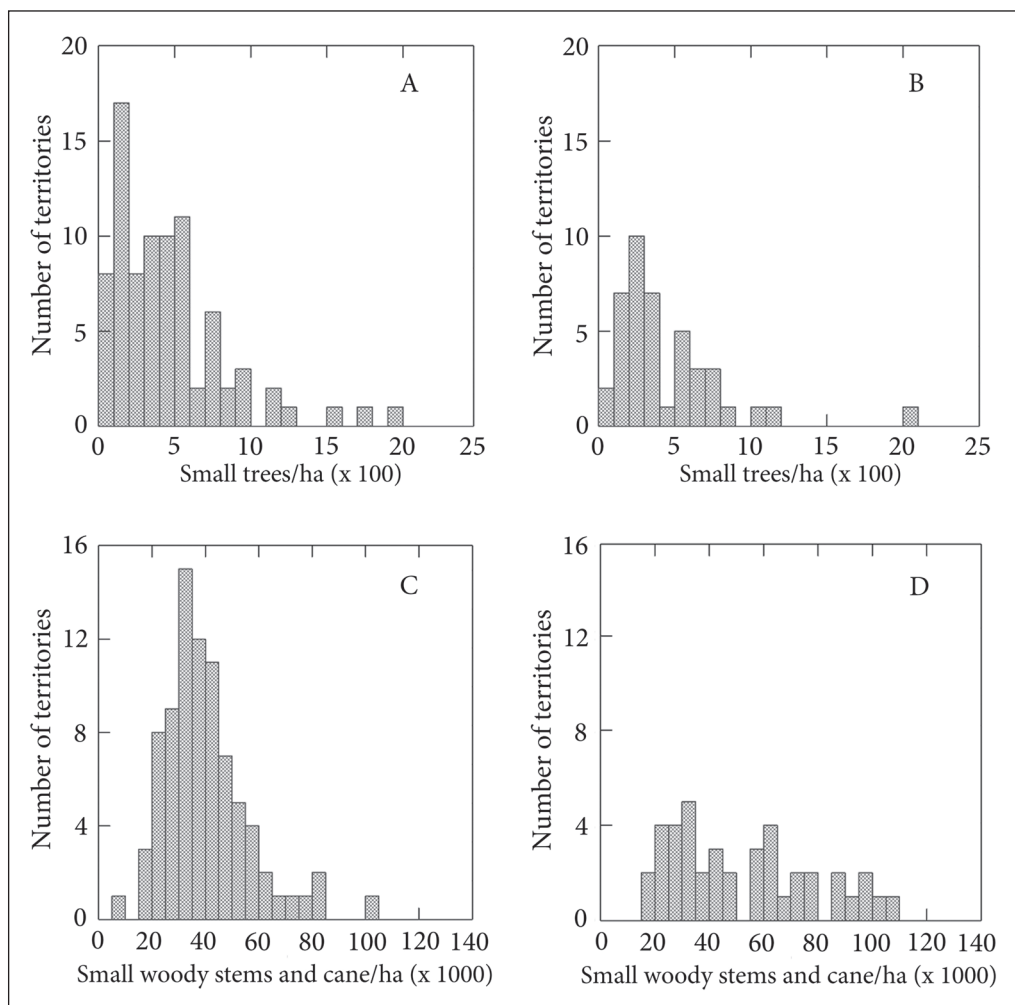 A
Number of territories
20
15
10
5
0
0 5 10 15 20 25
Small trees/ha (x 100)
B
Number of territories
20
15
10
5
0
0 5 10 15 20 25
Small trees/ha (x 100)
C
Number of territories
16
12
8
4
0
0 20 40 60 80 100 120 140
Small woody stems and cane/ha (x 1000)
D
Number of territories
16
12
8
4
0
0 20 40 60 80 100 120 140
Small woody stems and cane/ha (x 1000)